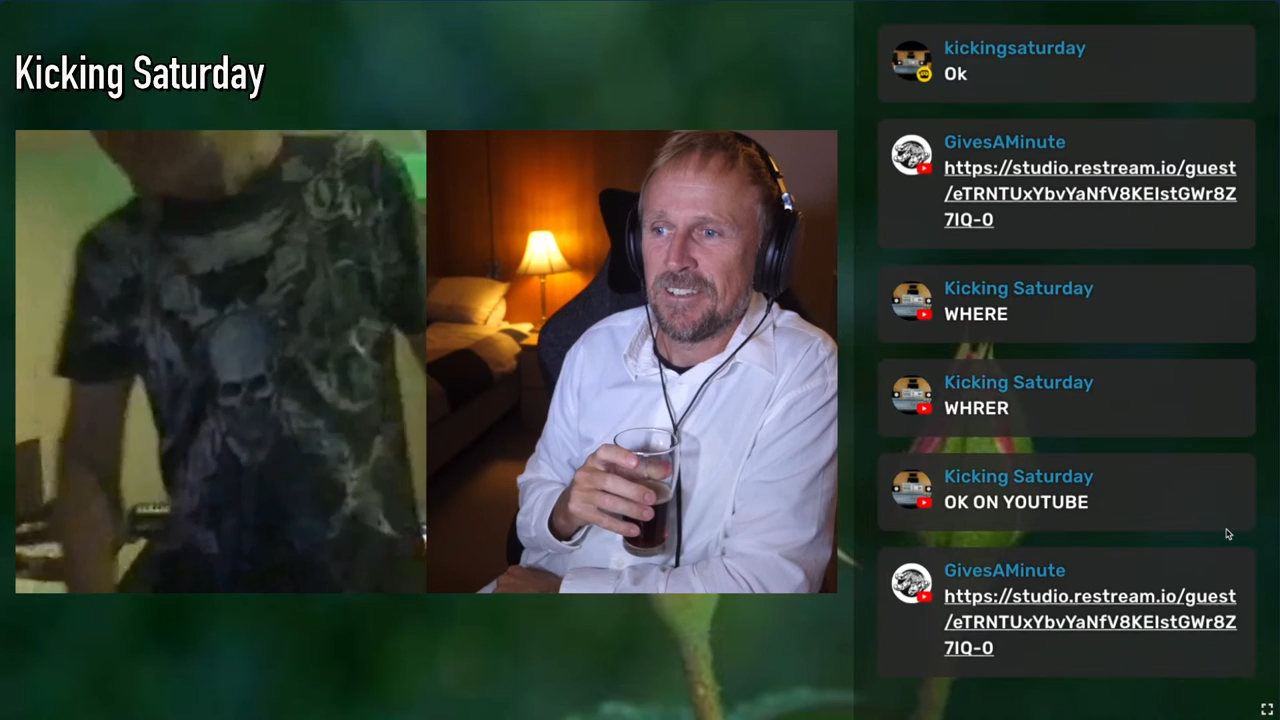 Kicking Saturday
kickingsaturday
Ok
GivesAMinute
https://studio.restream.io/guest
/eTRNTUxYbvYaNfV8KEIstGWr8Z
7IQ-0
Kicking Saturday
WHERE
Kicking Saturday
WHRER
Kicking Saturday
OK ON YOUTUBE
GivesAMinute
https://studio.restream.io/guest
/eTRNTUxYbvYaNfV8KEIstGWr8Z
7IQ-0